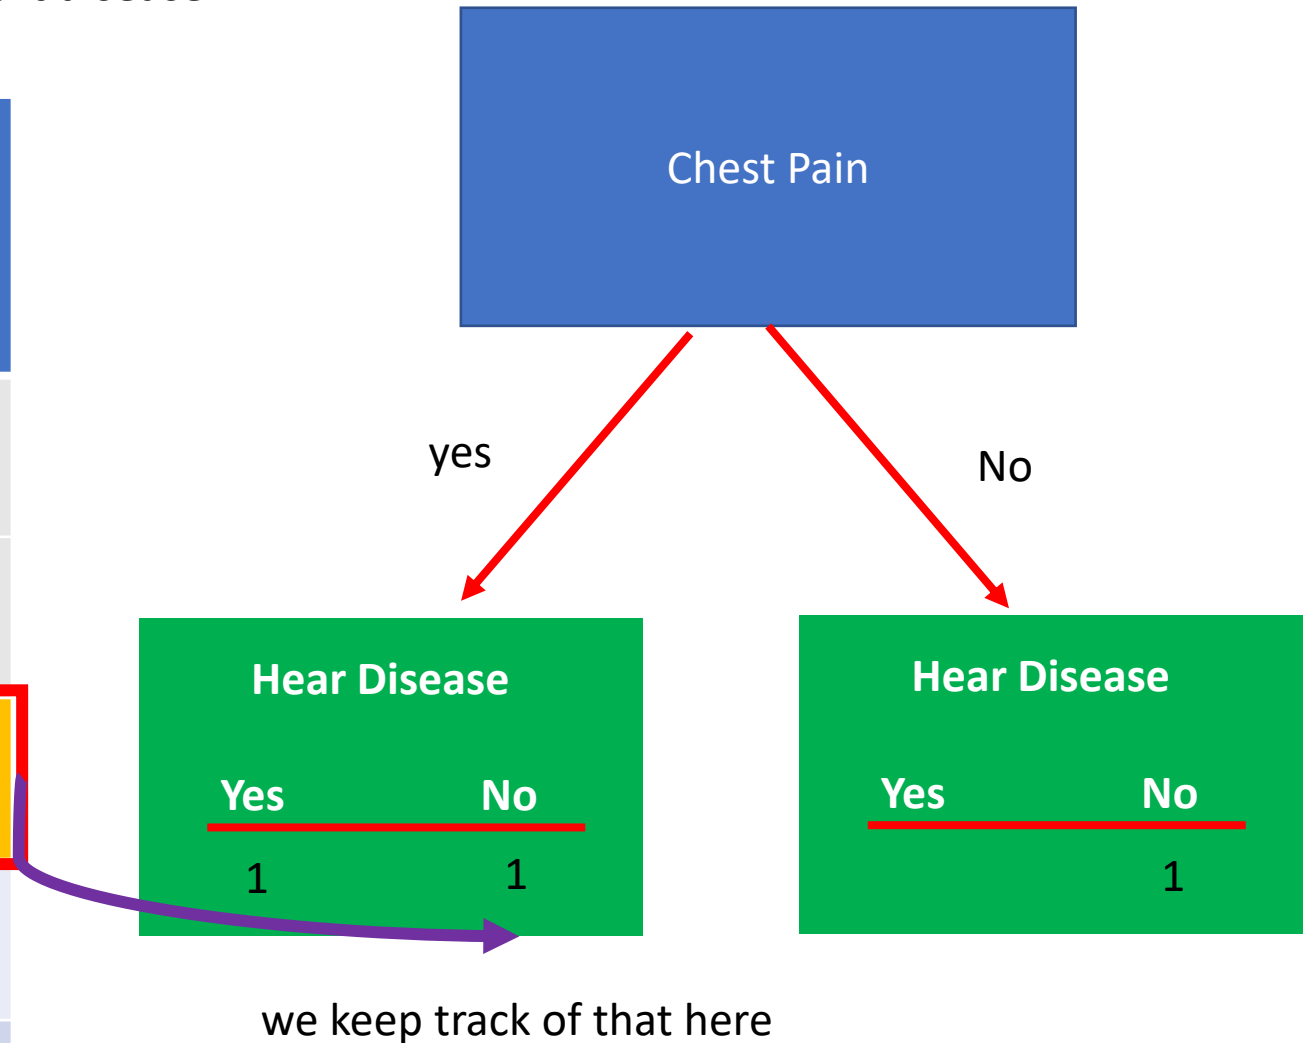 Chest Pain
yes
No
Hear Disease
Yes No
1 1
Hear Disease
Yes No
1
we keep track of that here